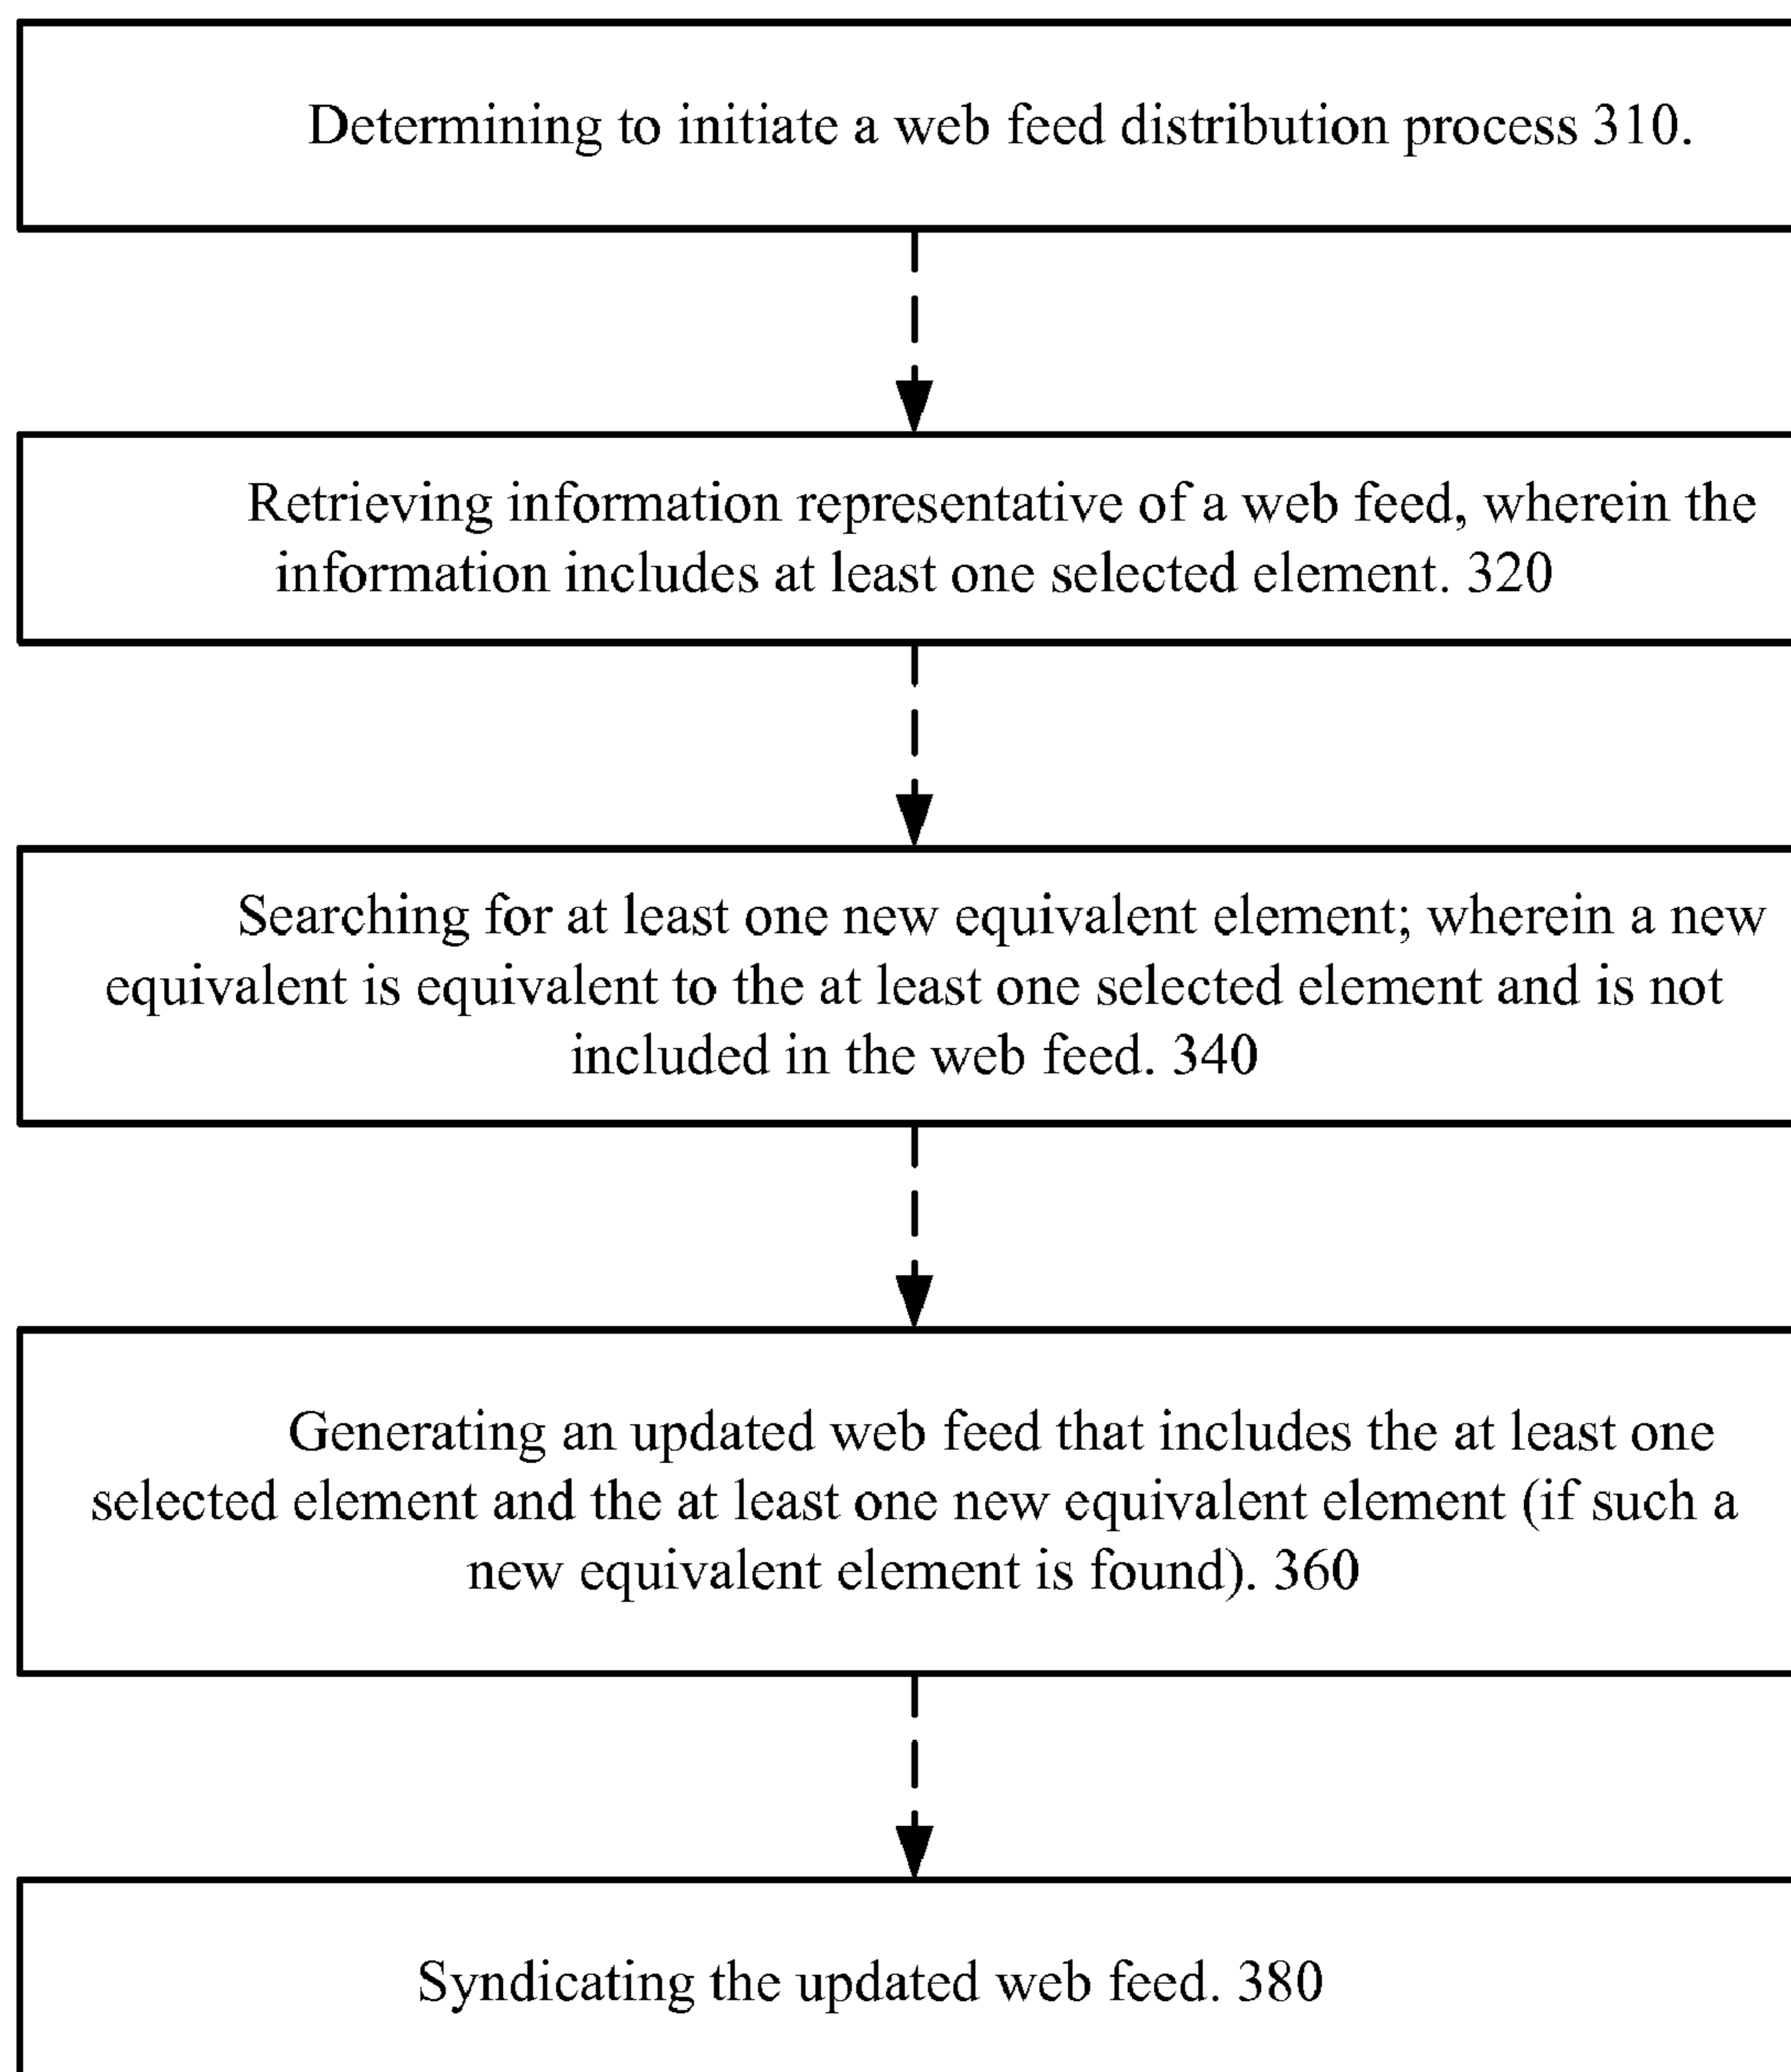 Determining to initiate a web feed distribution process 310.
Retrieving information representative of a web feed, wherein the
information includes at least one selected element. 320
Searching for at least one new equivalent element; wherein a new
equivalent is equivalent to the at least one selected element and is not
included in the web feed. 340
Generating an updated web feed that includes the at least one
selected element and the at least one new equivalent element (if such a
new equivalent element is found). 360
Syndicating the updated web feed. 380